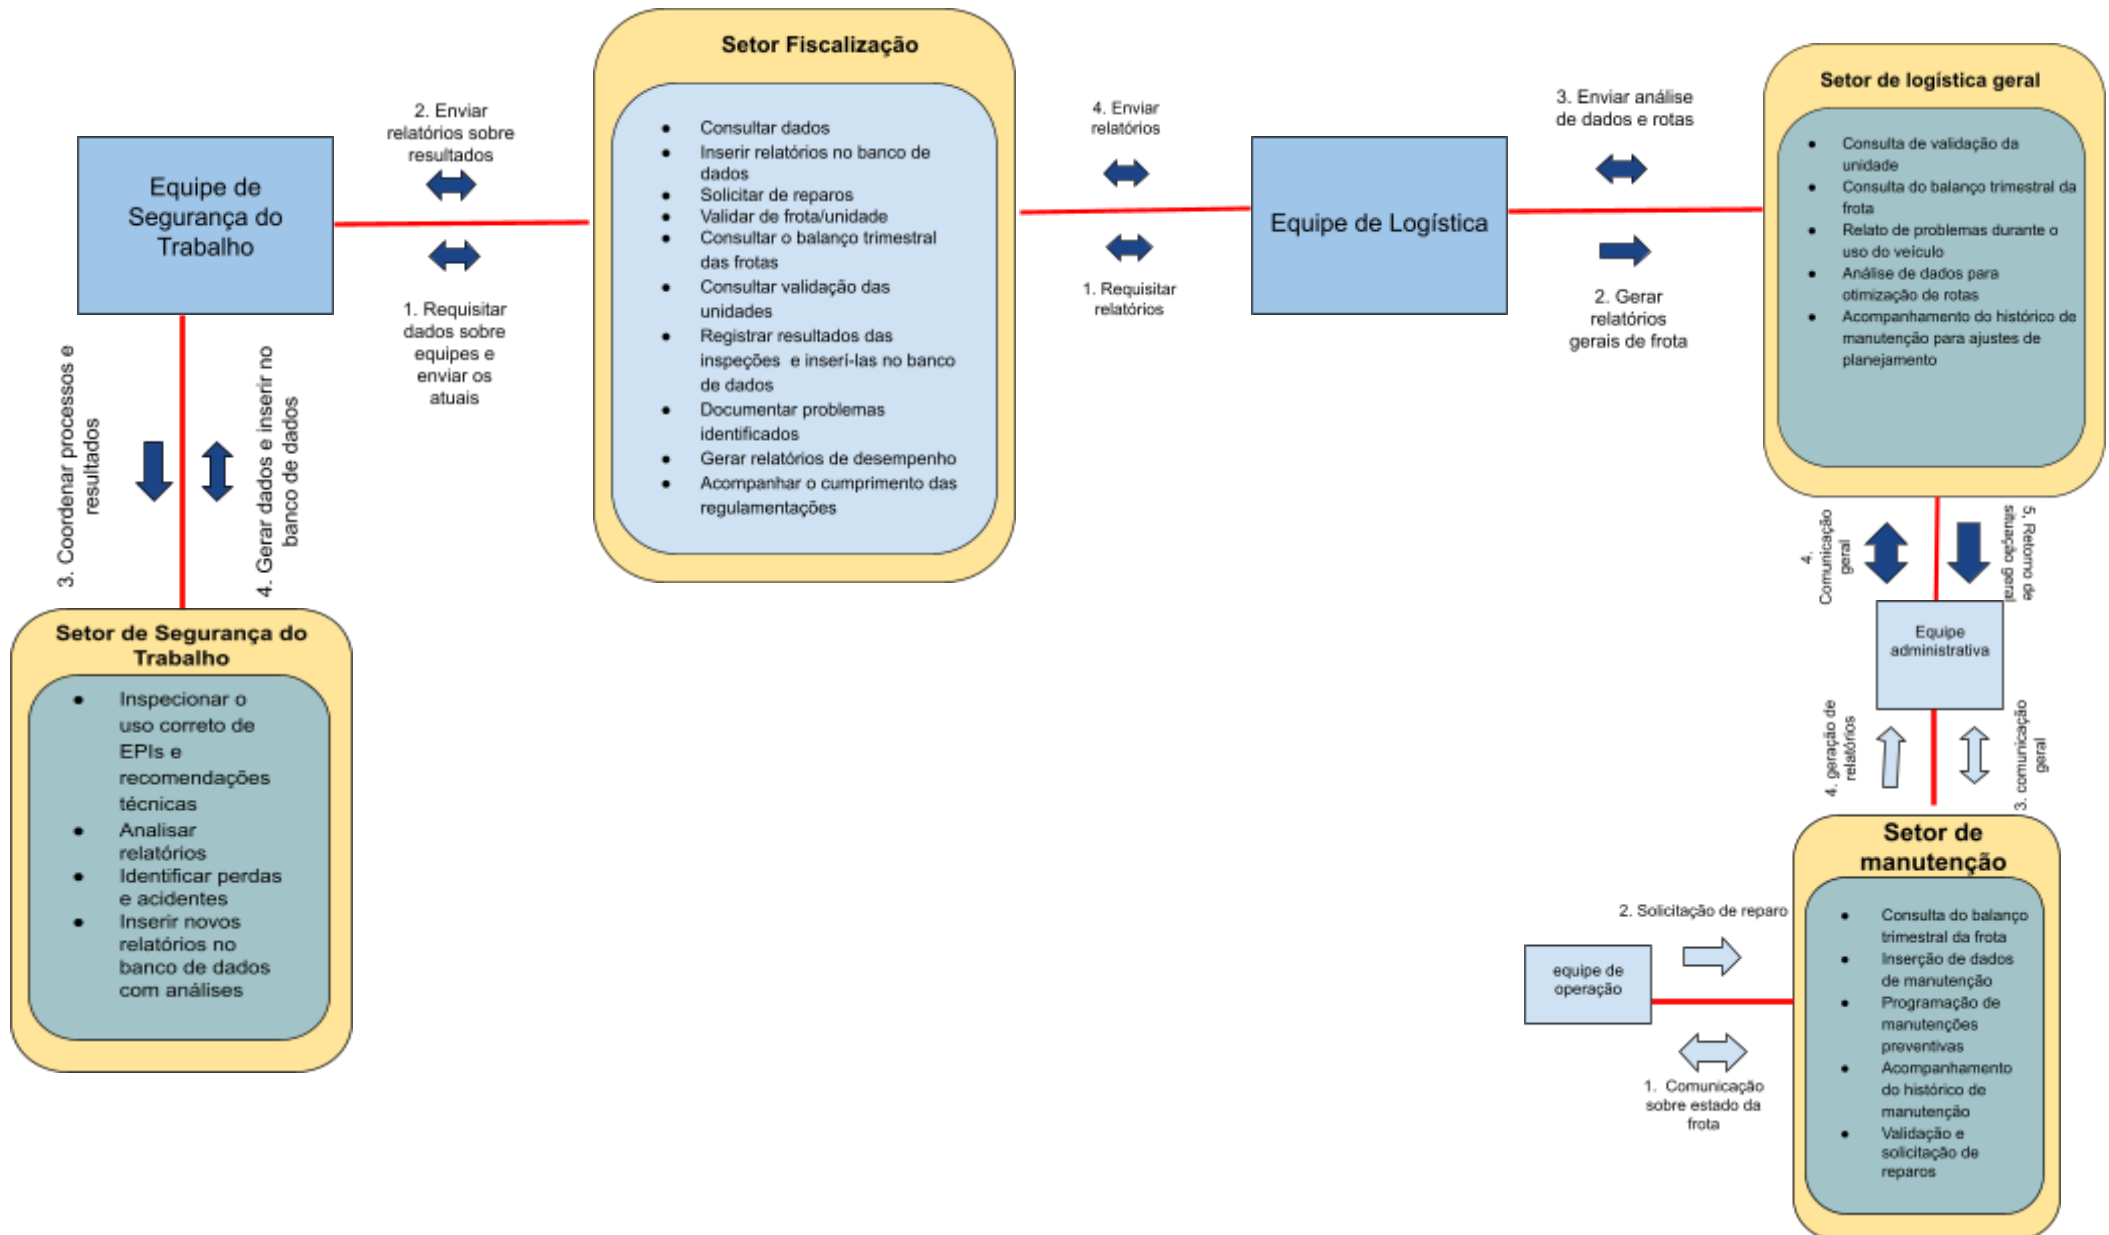 Setor Fiscalização
Consultar dados
Inserir relatórios no banco de
dados
Solicitar de reparos
Validar de frota/unidade
Consultar o balanço trimestral
das frotas
Consultar validação das
unidades
Registrar resultados das
inspeções e inserí-las no banco
de dados
Documentar problemas
identificados
Gerar relatórios de desempenho
Acompanhar o cumprimento das
regulamentações
2. Enviar
relatórios sobre
resultados
Equipe de
Segurança do
Trabalho
1. Requisitar
dados sobre
equipes e
enviar os
atuais
3. Coordenar processos e
resultados
4. Gerar dados e inserir no
banco de dados
Setor de Segurança do
Trabalho
Inspecionar o
uso correto de
EPIs e
recomendações
técnicas
Analisar
relatórios
Identificar perdas
e acidentes
Inserir novos
relatórios no
banco de dados
com análises
4. Enviar
relatórios
1. Requisitar
relatórios
Equipe de Logística
3. Enviar análise
de dados e rotas
2. Gerar
relatórios
gerais de frota
Setor de logística geral
Consulta de validação da
unidade
Consulta do balanço trimestral da
frota
Relato de problemas durante o
uso do veículo
Análise de dados para
otimização de rotas
Acompanhamento do histórico de
manutenção para ajustes de
planejamento
4.
Comunicação
geral
5. Retorno de
situação geral
Equipe
administrativa
4. geração de
relatórios
3. comunicação
geral
Setor de
manutenção
Consulta do balanço
trimestral da frota
Inserção de dados
de manutenção
Programação de
manutenções
preventivas
Acompanhamento
do histórico de
manutenção
Validação e
solicitação de
reparos
2. Solicitação de reparo
equipe de
operação
1. Comunicação
sobre estado da
frota